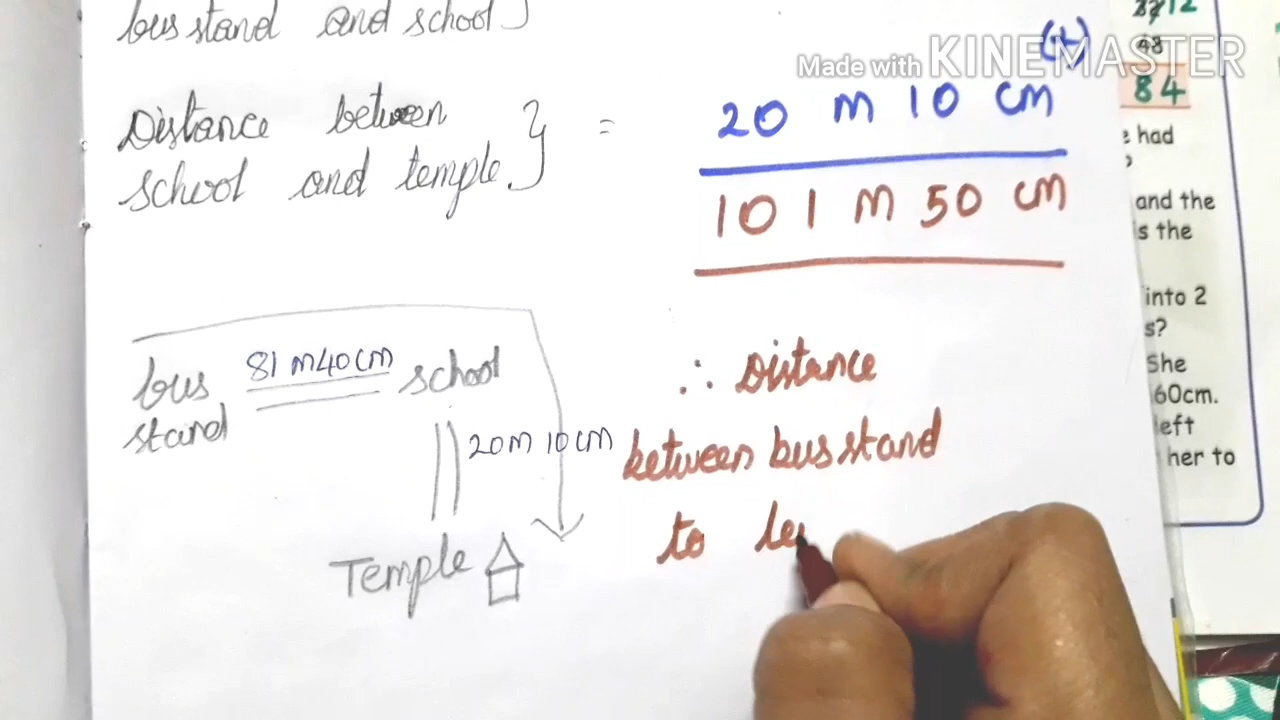 bus stand and school }
Made with KINEMASTER
(+)
Distance between
school and temple }
=
20 m 10 cm
101 m 50 cm
bus
stand
81 m 40 cm
school
20 m 10 cm
Temple
∴ Distance
between bus stand
to te
12
43
84
had
and the
s the
into 2
s?
She
60cm.
left
her to